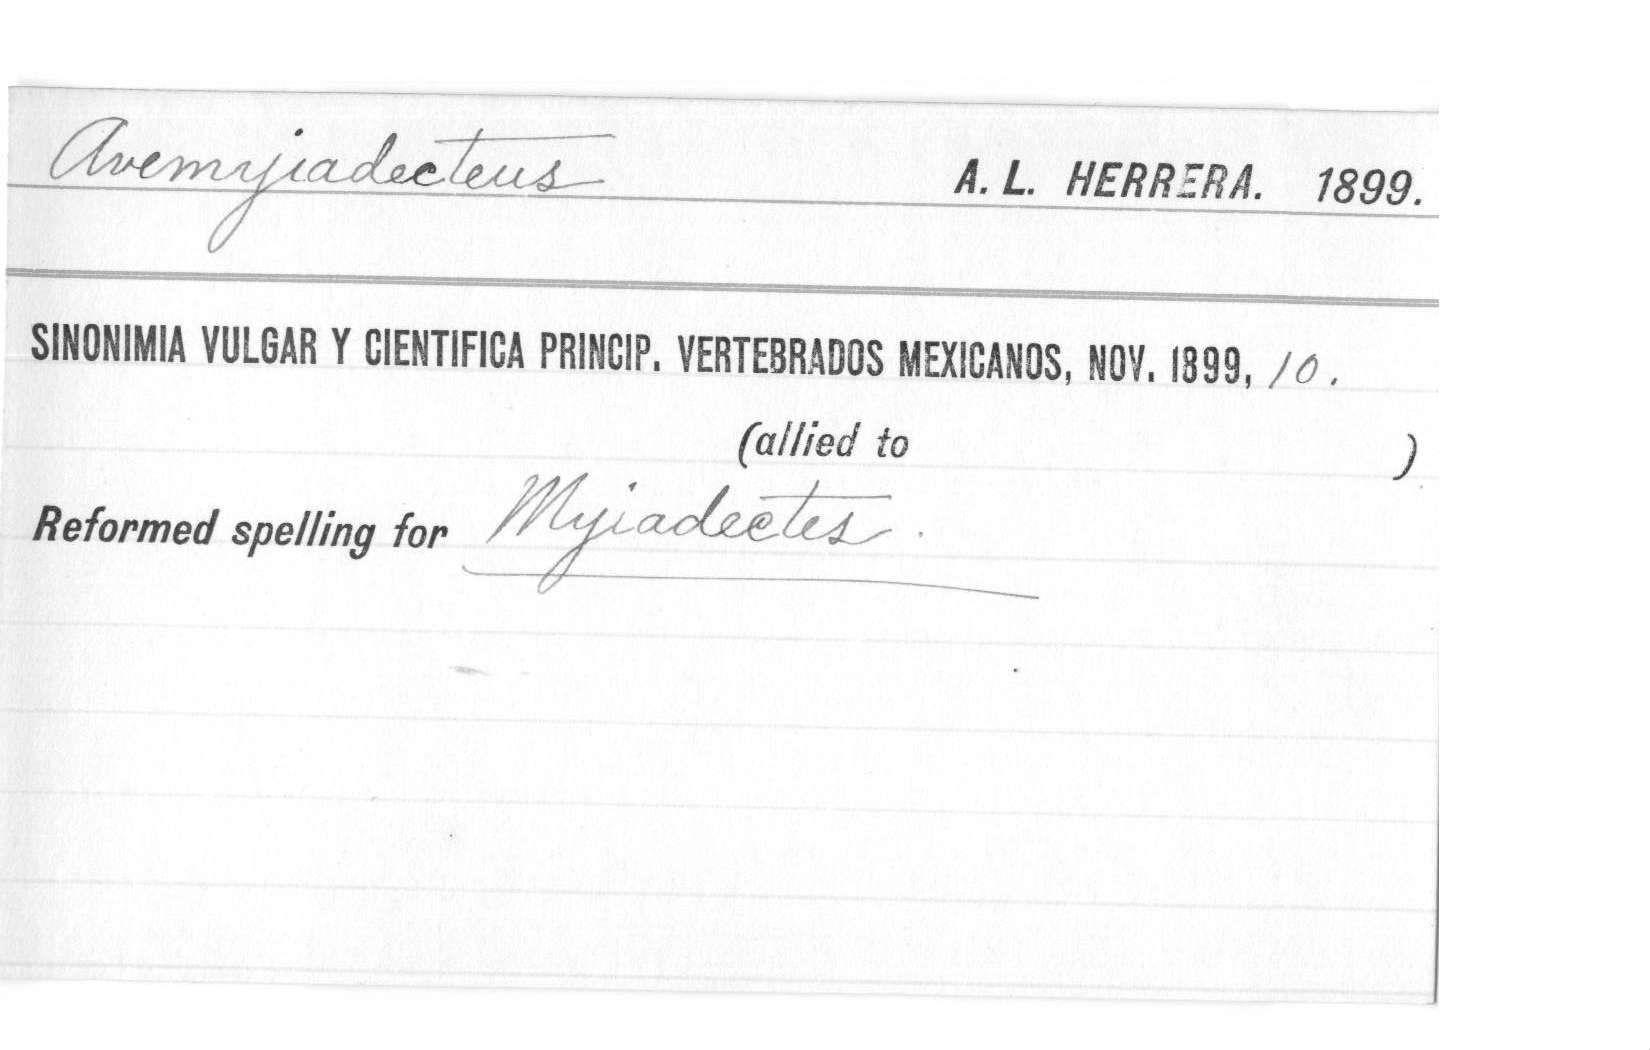 Avemyiadecteus A. L. HERRERA. 1899.
SINONIMIA VULGAR Y CIENTIFICA PRINCIP. VERTEBRADOS MEXICANOS, NOV. 1899, 10.
(allied to )
Reformed spelling for Myiadectes.